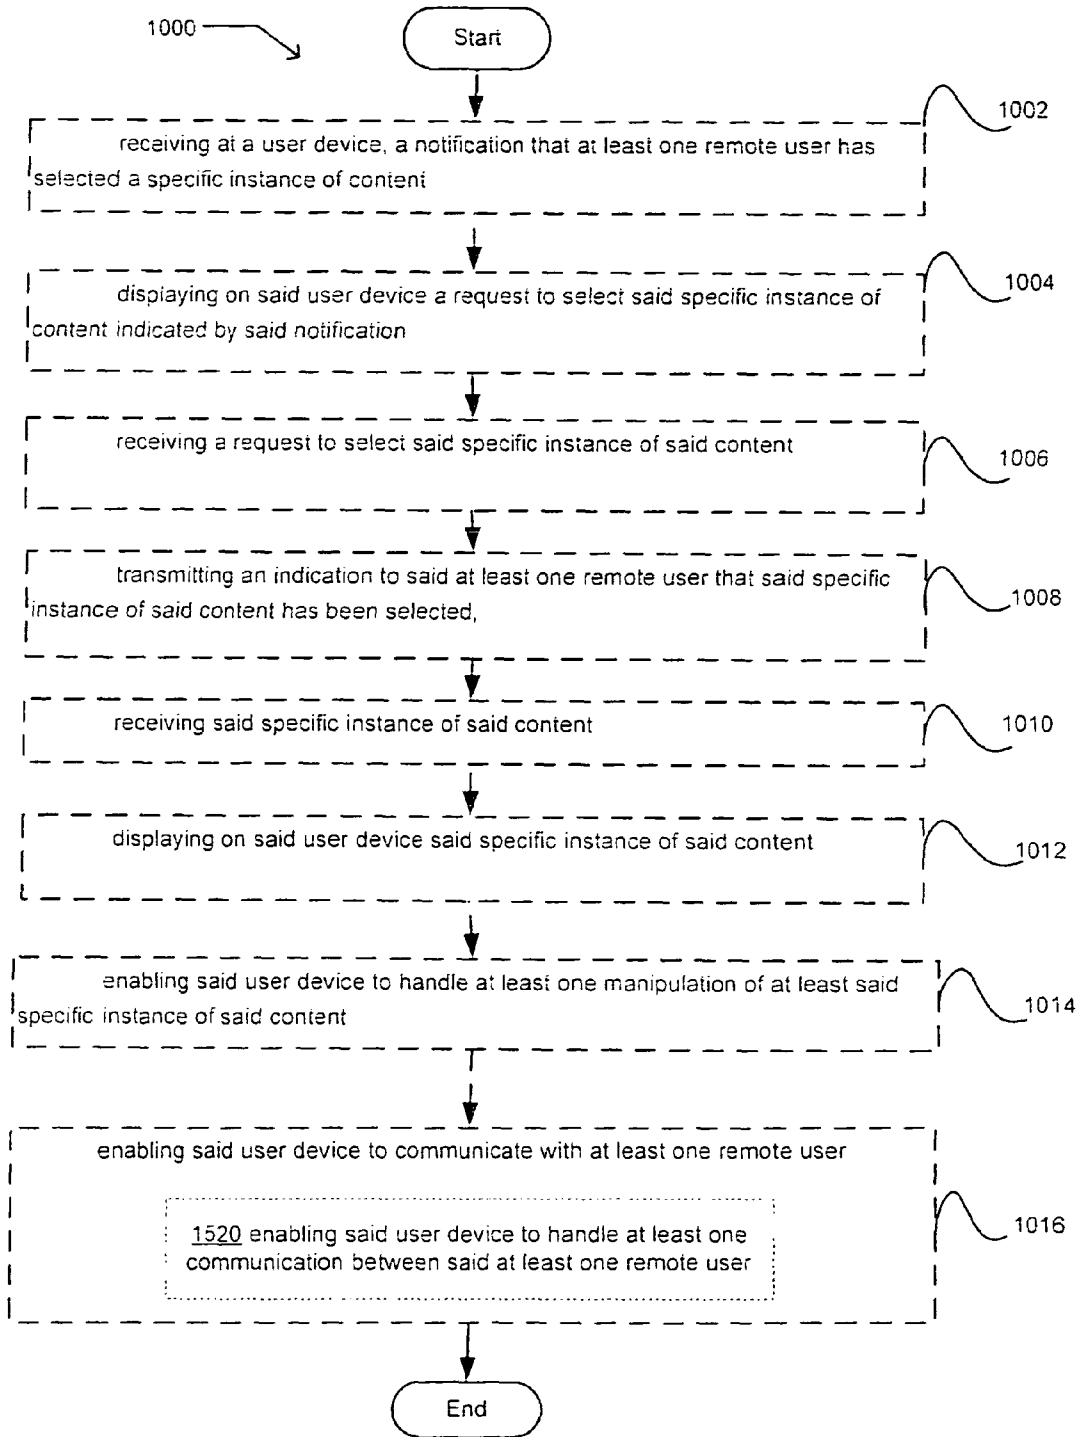 1000
Start
1002
receiving at a user device, a notification that at least one remote user has
selected a specific instance of content
1004
displaying on said user device a request to select said specific instance of
content indicated by said notification
1006
receiving a request to select said specific instance of said content
1008
transmitting an indication to said at least one remote user that said specific
instance of said content has been selected,
1010
receiving said specific instance of said content
1012
displaying on said user device said specific instance of said content
1014
enabling said user device to handle at least one manipulation of at least said
specific instance of said content
1016
enabling said user device to communicate with at least one remote user
1520 enabling said user device to handle at least one
communication between said at least one remote user
End